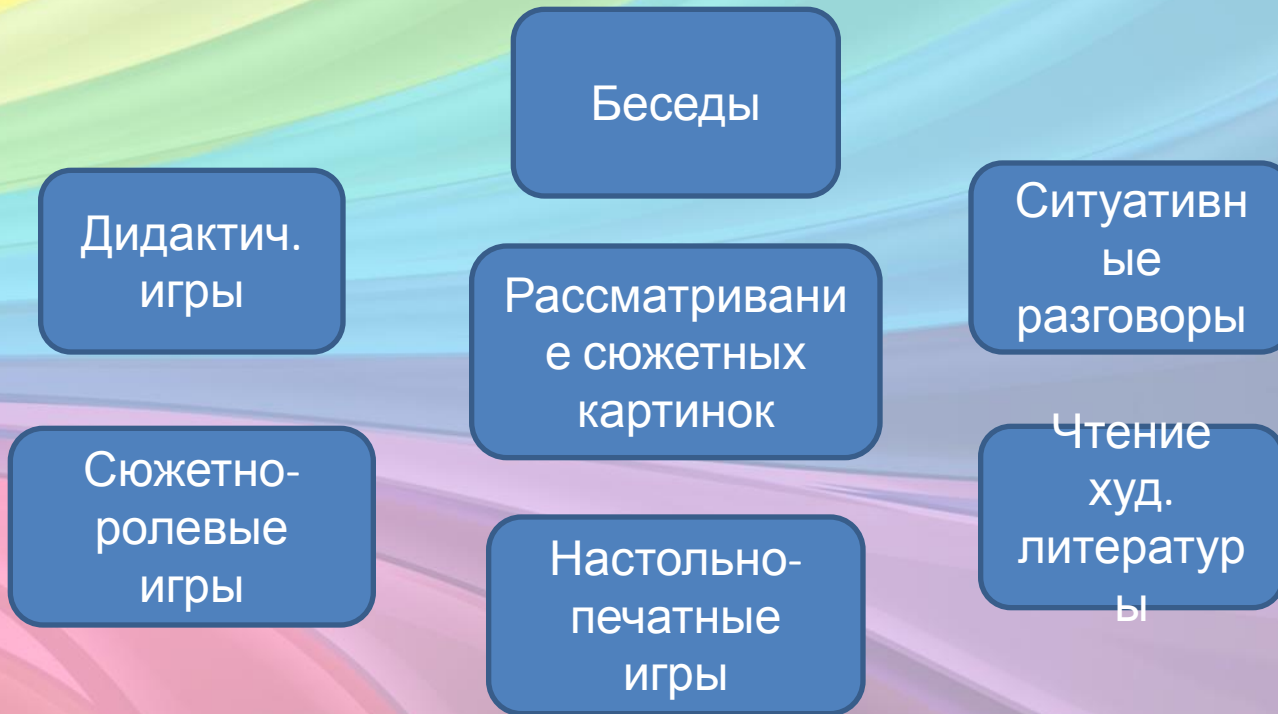 Беседы
Дидактич.
игры
Рассматривани
е сюжетных
картинок
Ситуативн
ые
разговоры
Сюжетно-
ролевые
игры
Настольно-
печатные
игры
Чтение
худ.
литератур
ы